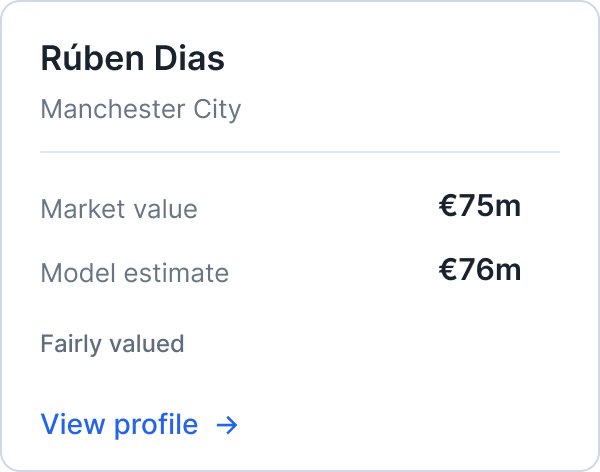 Rúben Dias
Manchester City
Market value €75m
Model estimate €76m
Fairly valued
View profile →